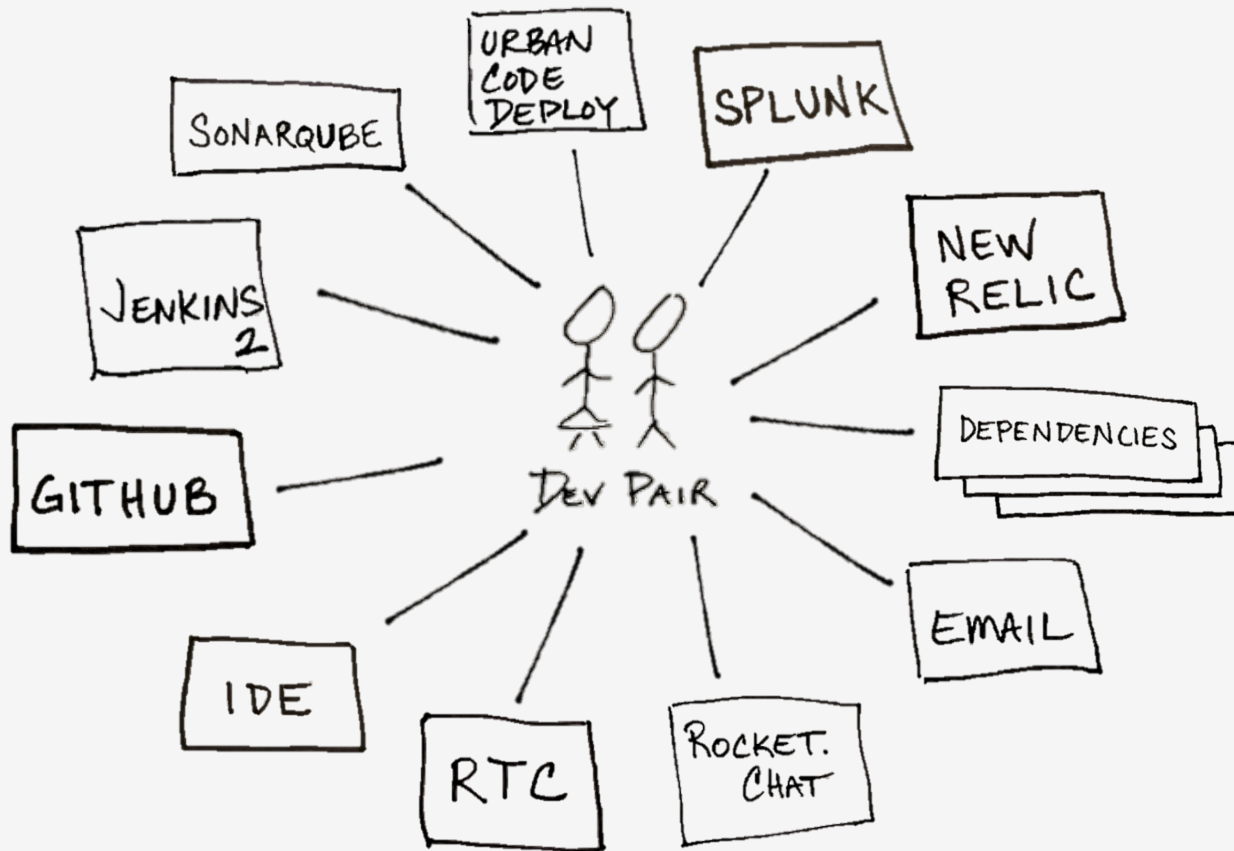 URBAN
CODE
DEPLOY
SPLUNK
SONARQUBE
NEW
RELIC
JENKINS
2
DEPENDENCIES
GITHUB
DEV PAIR
EMAIL
IDE
RTC
ROCKET.
CHAT